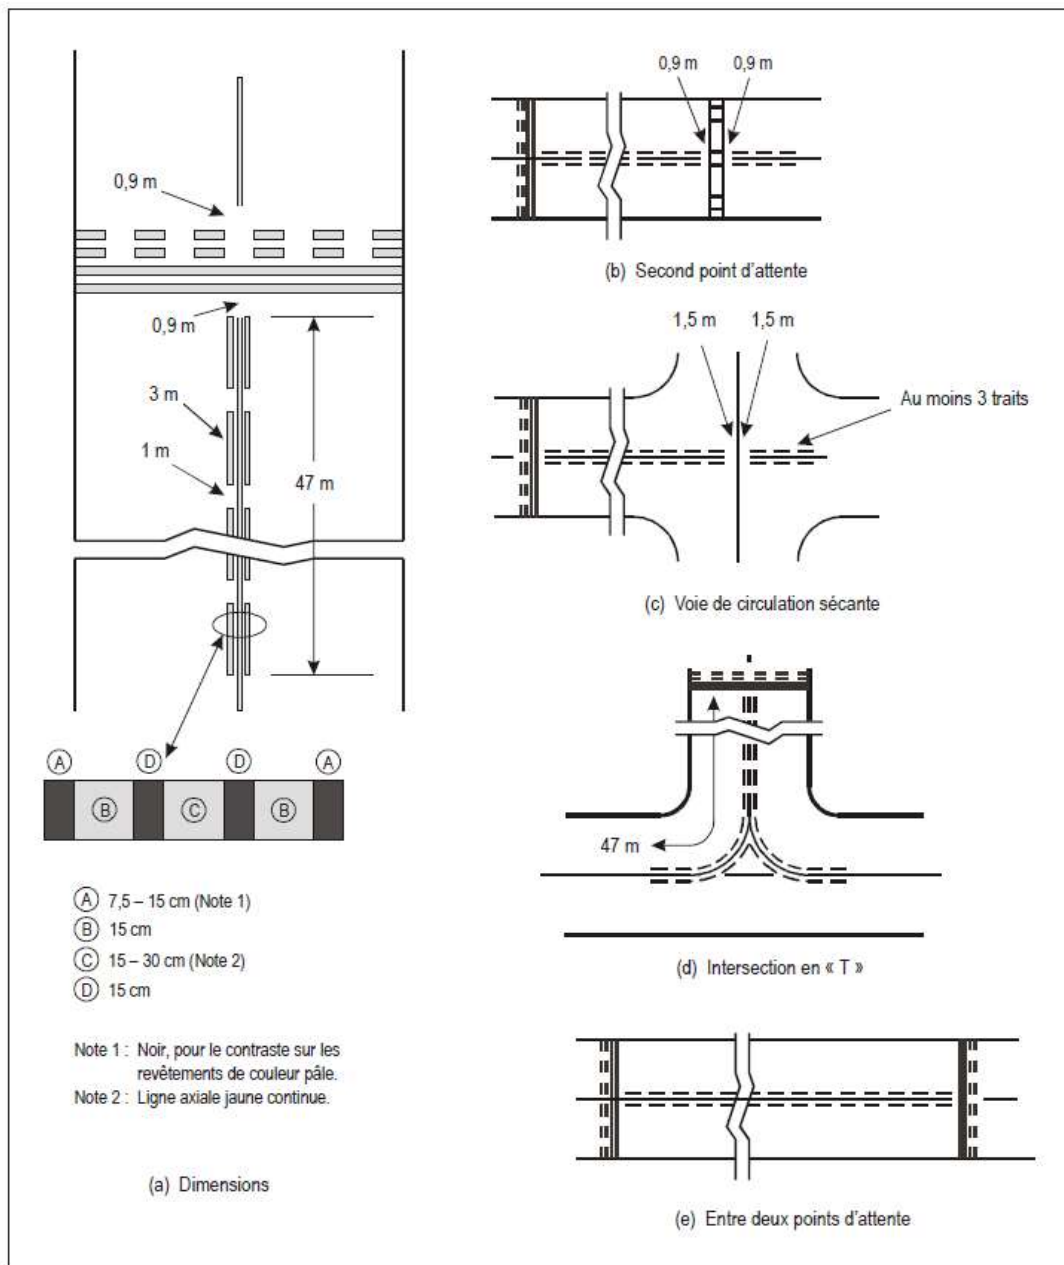 0,9 m
0,9 m
3 m
1 m
47 m
A D D A
B C B
A 7,5 – 15 cm (Note 1)
B 15 cm
C 15 – 30 cm (Note 2)
D 15 cm
Note 1 : Noir, pour le contraste sur les
revêtements de couleur pâle.
Note 2 : Ligne axiale jaune continue.
(a) Dimensions
0,9 m 0,9 m
(b) Second point d'attente
1,5 m 1,5 m
Au moins 3 traits
(c) Voie de circulation sécante
47 m
(d) Intersection en « T »
(e) Entre deux points d'attente